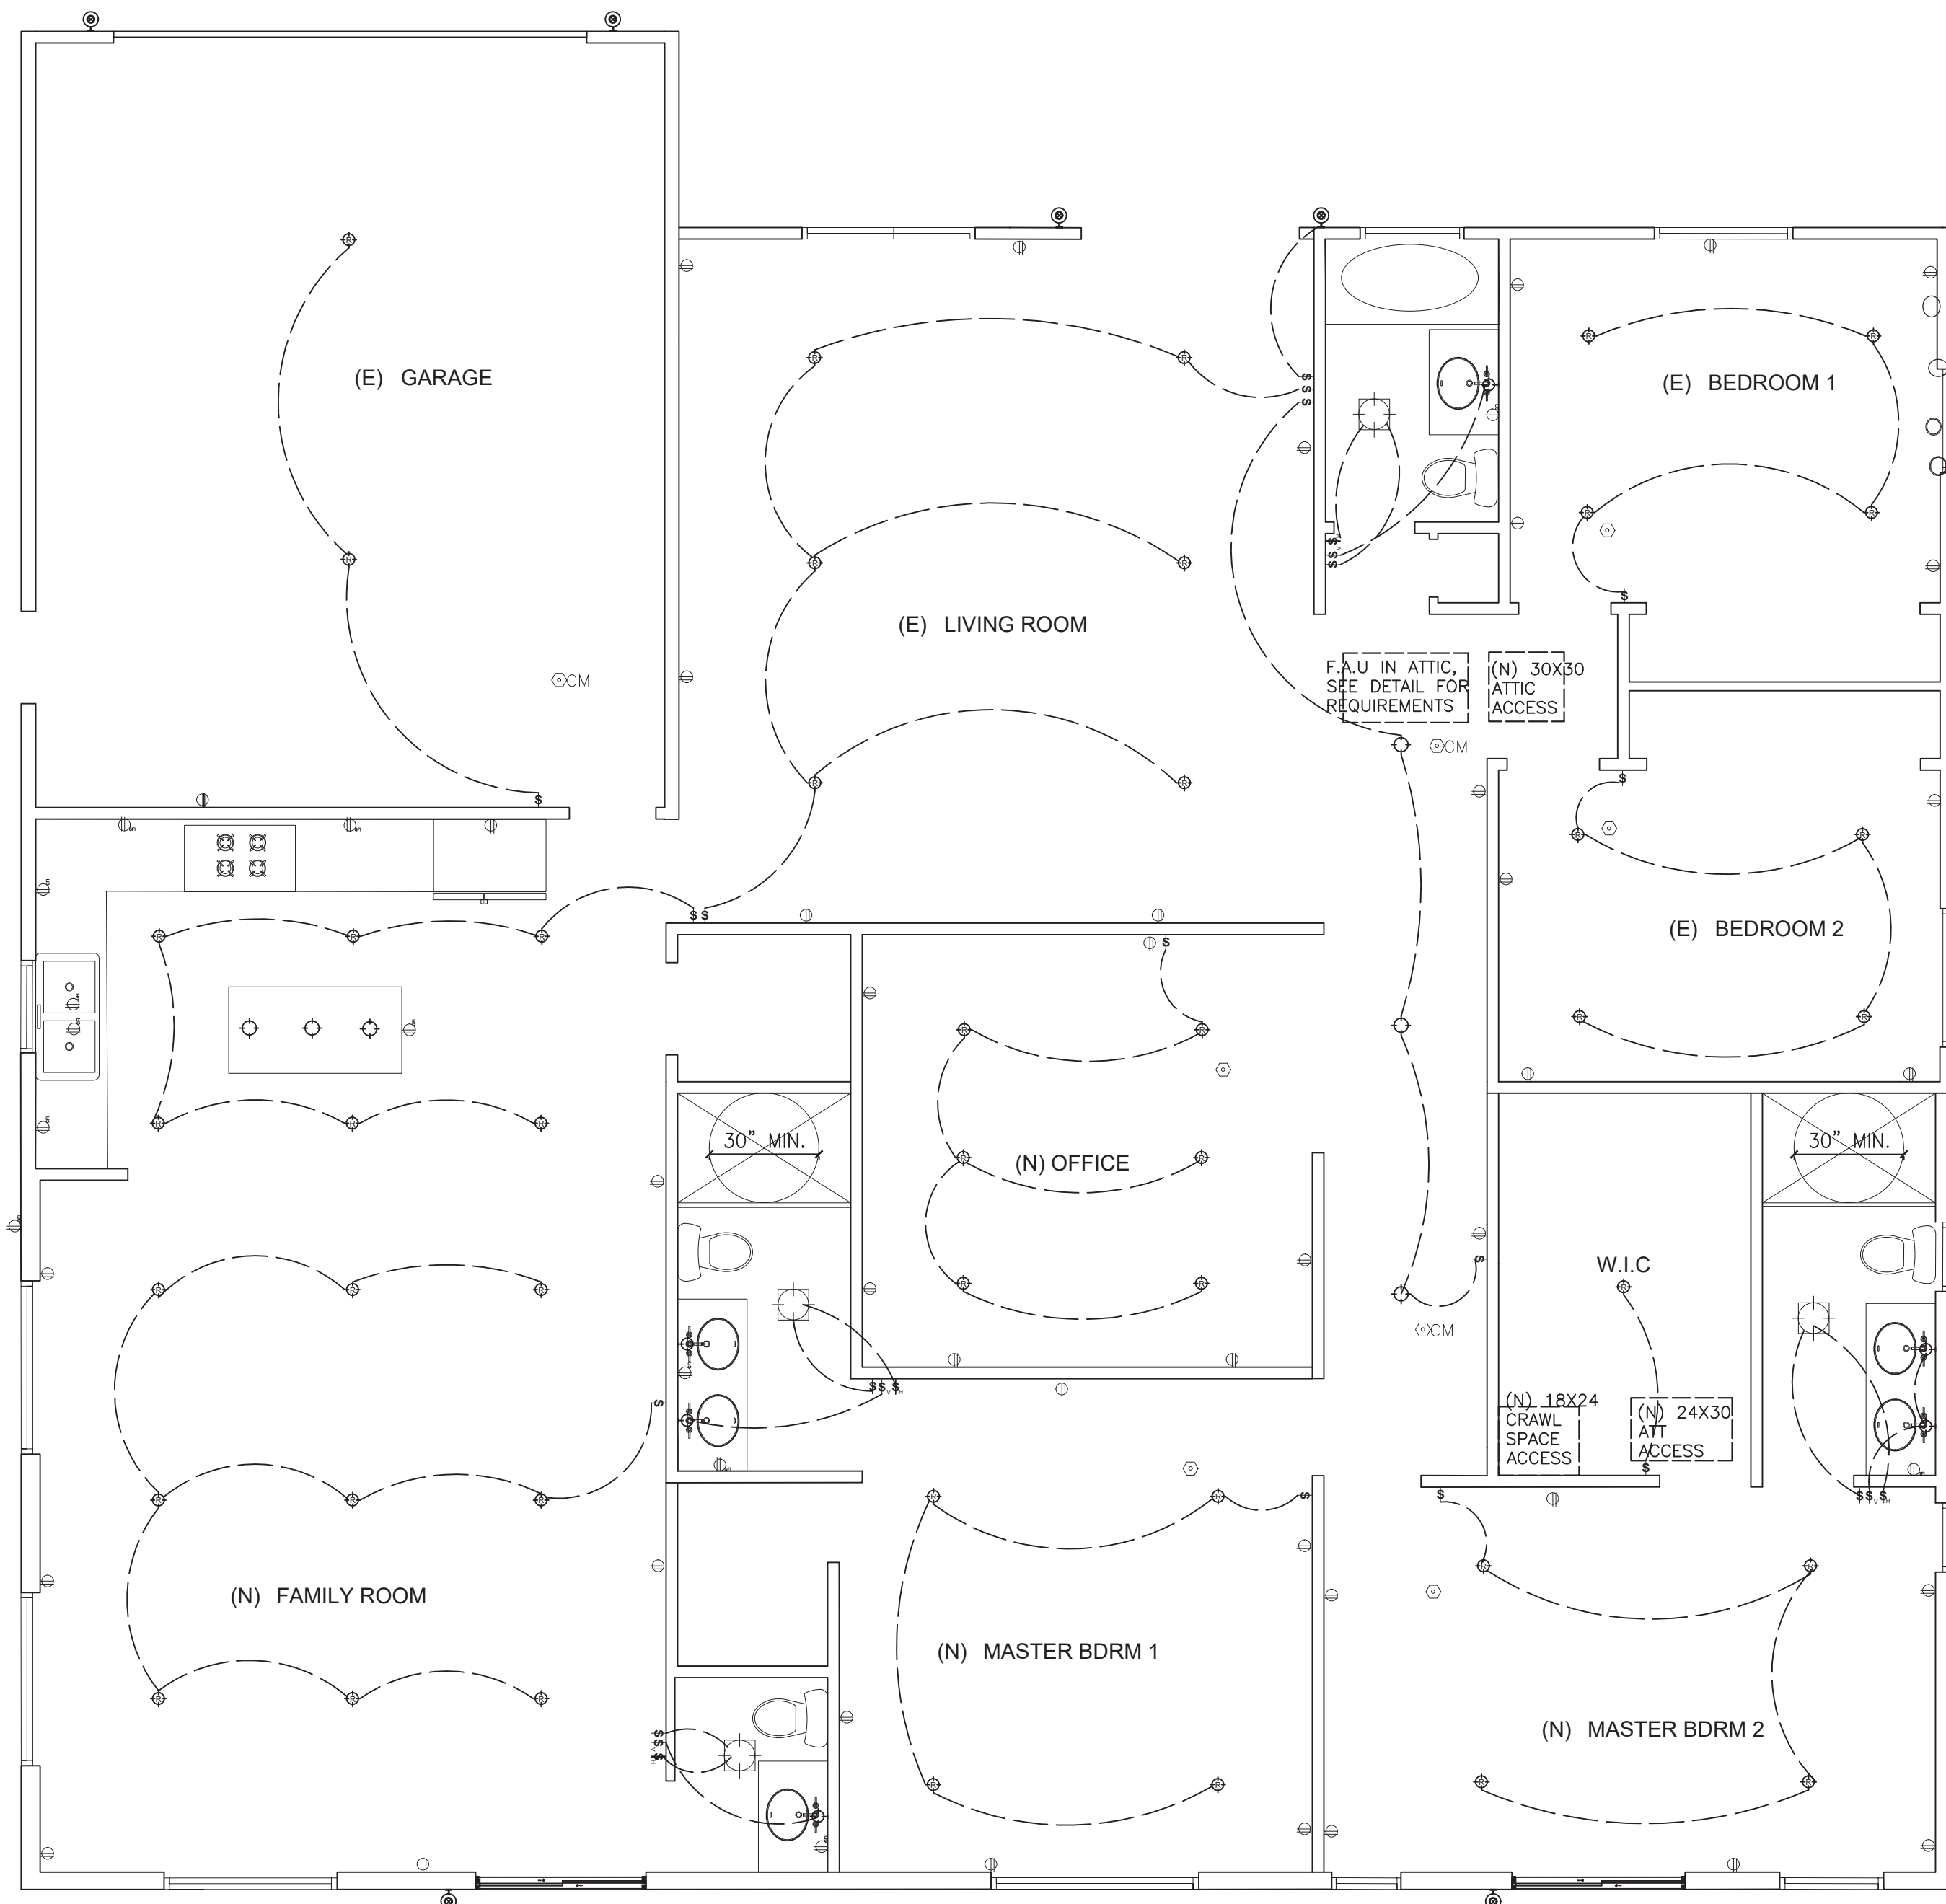 (E) GARAGE
(E) BEDROOM 1
(E) LIVING ROOM
F.A.U IN ATTIC,
SEE DETAIL FOR
REQUIREMENTS
(N) 30X30
ATTIC
ACCESS
CM
CM
(E) BEDROOM 2
30” MIN.
(N) OFFICE
30” MIN.
W.I.C
CM
(N) 18X24
CRAWL
SPACE
ACCESS
(N) 24X30
ATT
ACCESS
(N) FAMILY ROOM
(N) MASTER BDRM 1
(N) MASTER BDRM 2